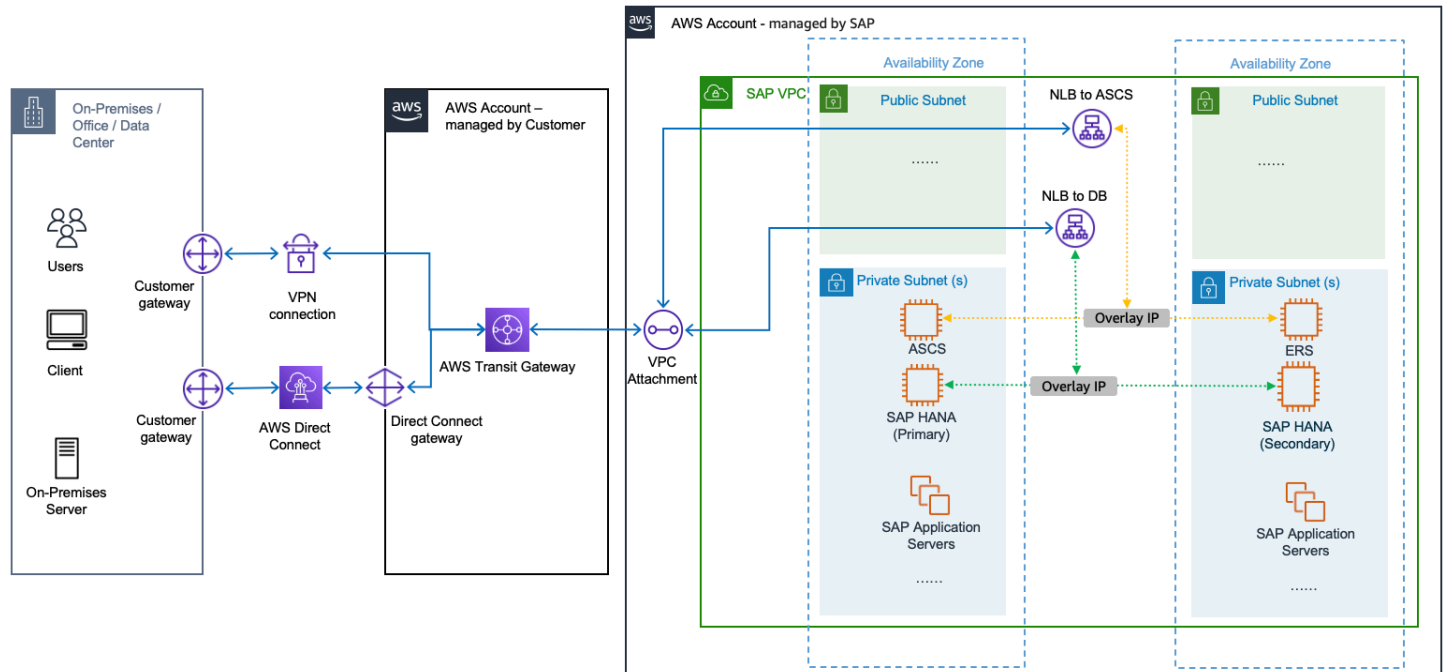 aws
AWS Account - managed by SAP
Availability Zone
Availability Zone
On-Premises /
Office / Data
Center
aws
AWS Account –
managed by Customer
SAP VPC
Public Subnet
NLB to ASCS
Public Subnet
......
......
NLB to DB
Users
Customer
gateway
VPN
connection
Private Subnet (s)
Private Subnet (s)
Overlay IP
ASCS
ERS
Client
AWS Transit Gateway
VPC
Attachment
Overlay IP
Customer
gateway
AWS Direct
Connect
Direct Connect
gateway
SAP HANA
(Primary)
SAP HANA
(Secondary)
On-Premises
Server
SAP Application
Servers
SAP Application
Servers
......
......